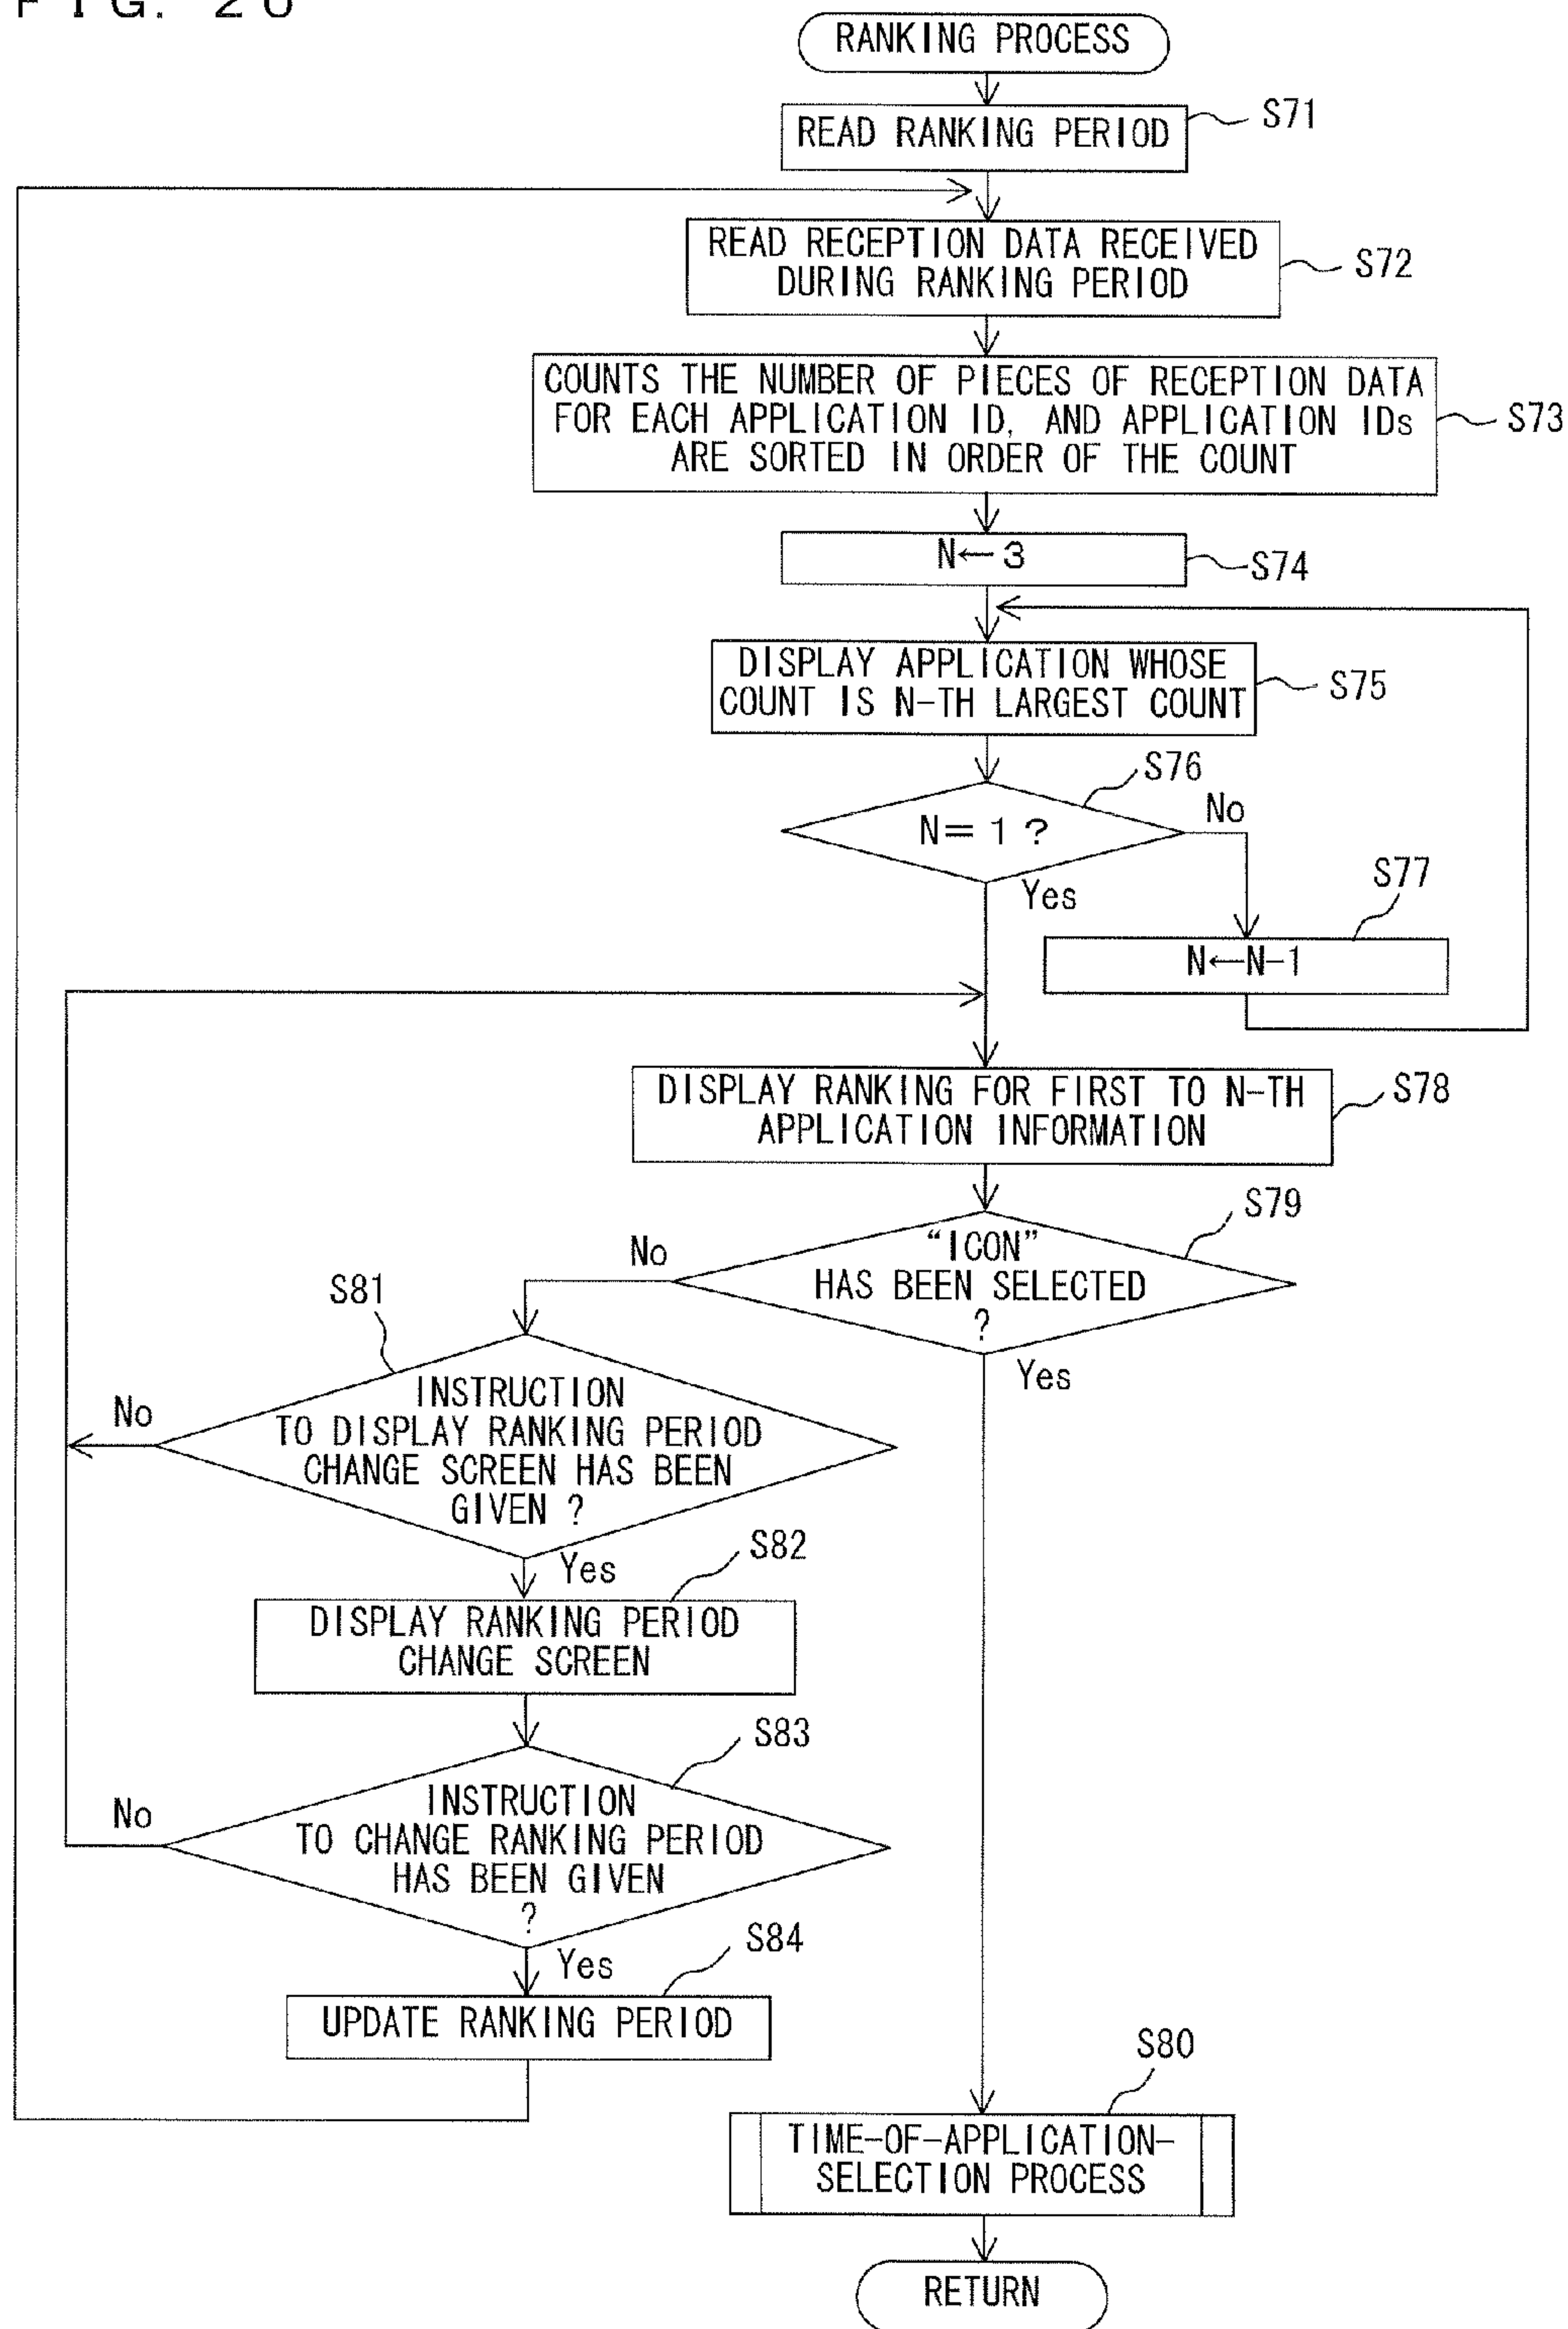 FIG. 20
RANKING PROCESS
READ RANKING PERIOD
S71
READ RECEPTION DATA RECEIVED
DURING RANKING PERIOD
S72
COUNTS THE NUMBER OF PIECES OF RECEPTION DATA
FOR EACH APPLICATION ID, AND APPLICATION IDs
ARE SORTED IN ORDER OF THE COUNT
S73
N←3
S74
DISPLAY APPLICATION WHOSE
COUNT IS N-TH LARGEST COUNT
S75
S76
N=1?
No
Yes
S77
N←N-1
DISPLAY RANKING FOR FIRST TO N-TH
APPLICATION INFORMATION
S78
S79
"ICON"
HAS BEEN SELECTED
?
No
Yes
S81
INSTRUCTION
TO DISPLAY RANKING PERIOD
CHANGE SCREEN HAS BEEN
GIVEN ?
No
Yes
S82
DISPLAY RANKING PERIOD
CHANGE SCREEN
S83
INSTRUCTION
TO CHANGE RANKING PERIOD
HAS BEEN GIVEN
?
No
Yes
S84
UPDATE RANKING PERIOD
S80
TIME-OF-APPLICATION-
SELECTION PROCESS
RETURN